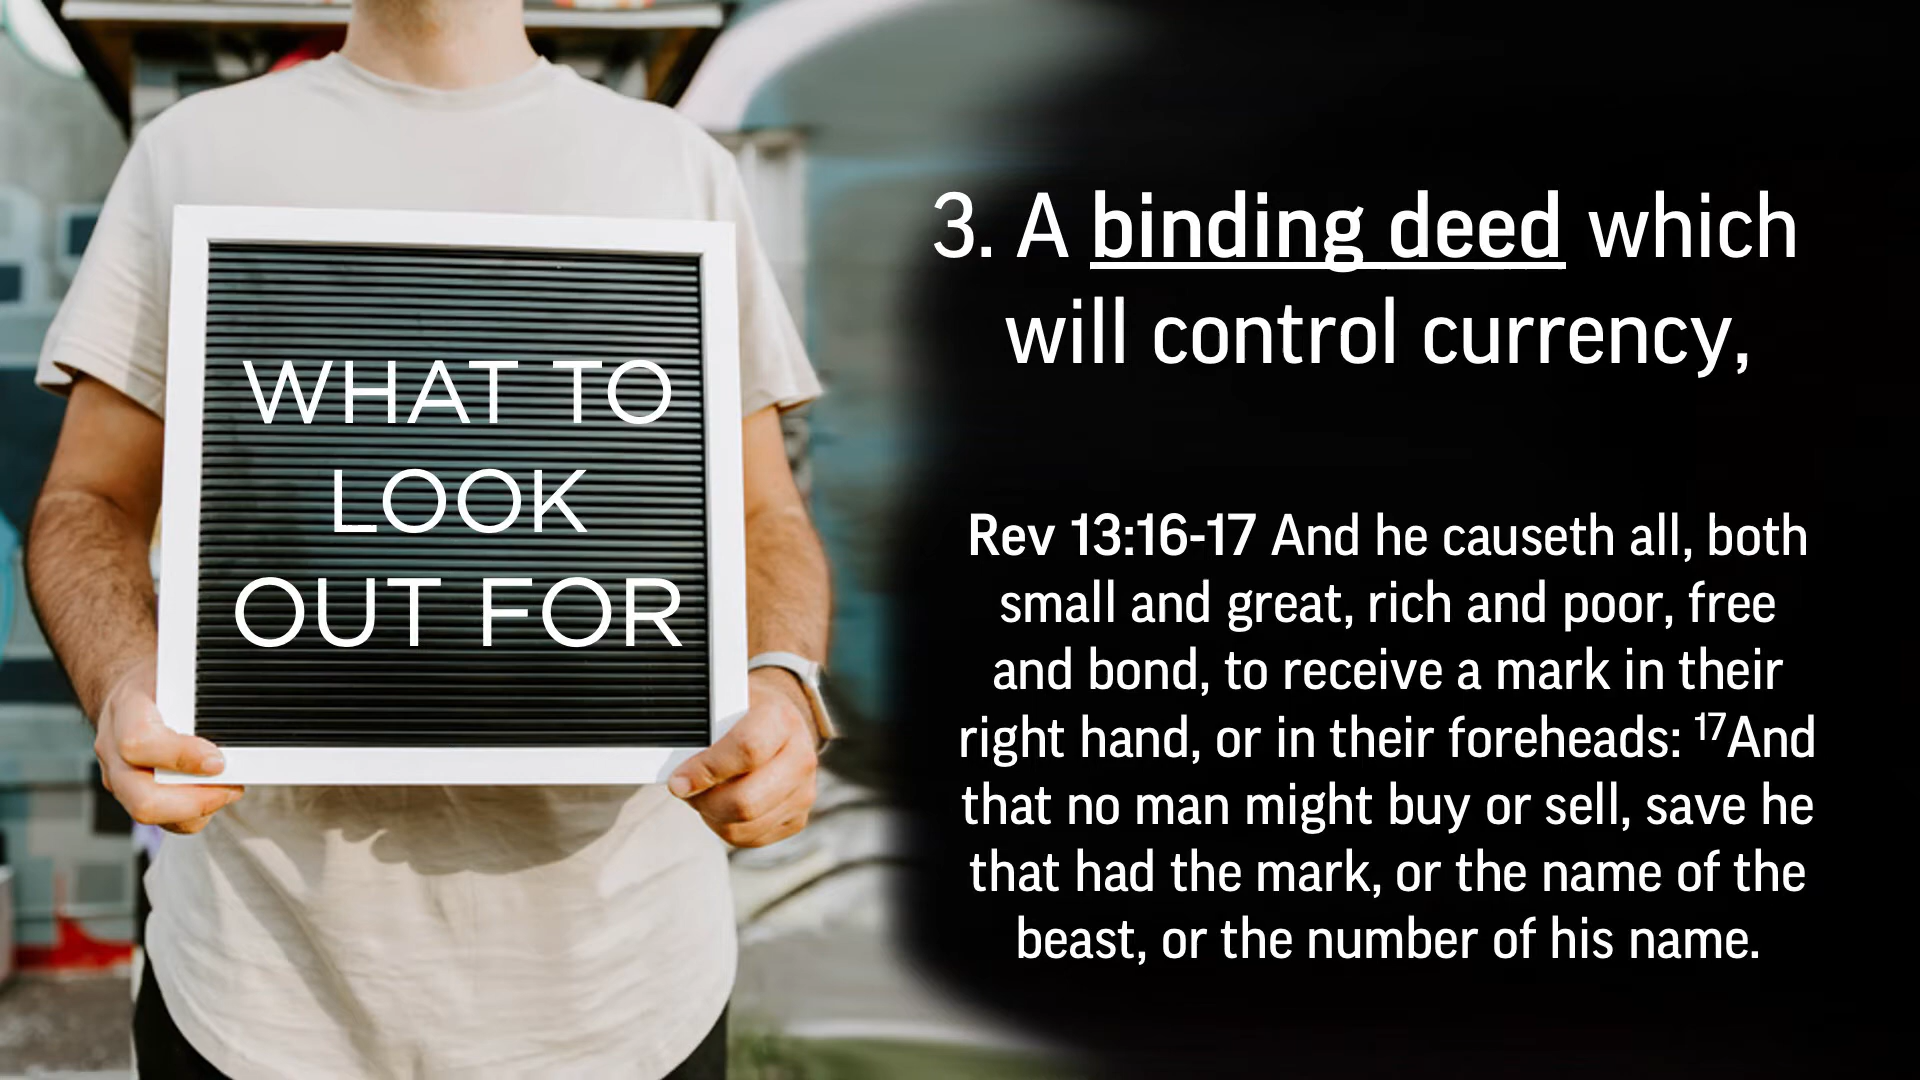 WHAT TO
LOOK
OUT FOR
3. A binding deed which
will control currency,
Rev 13:16-17 And he causeth all, both
small and great, rich and poor, free
and bond, to receive a mark in their
right hand, or in their foreheads: 17And
that no man might buy or sell, save he
that had the mark, or the name of the
beast, or the number of his name.